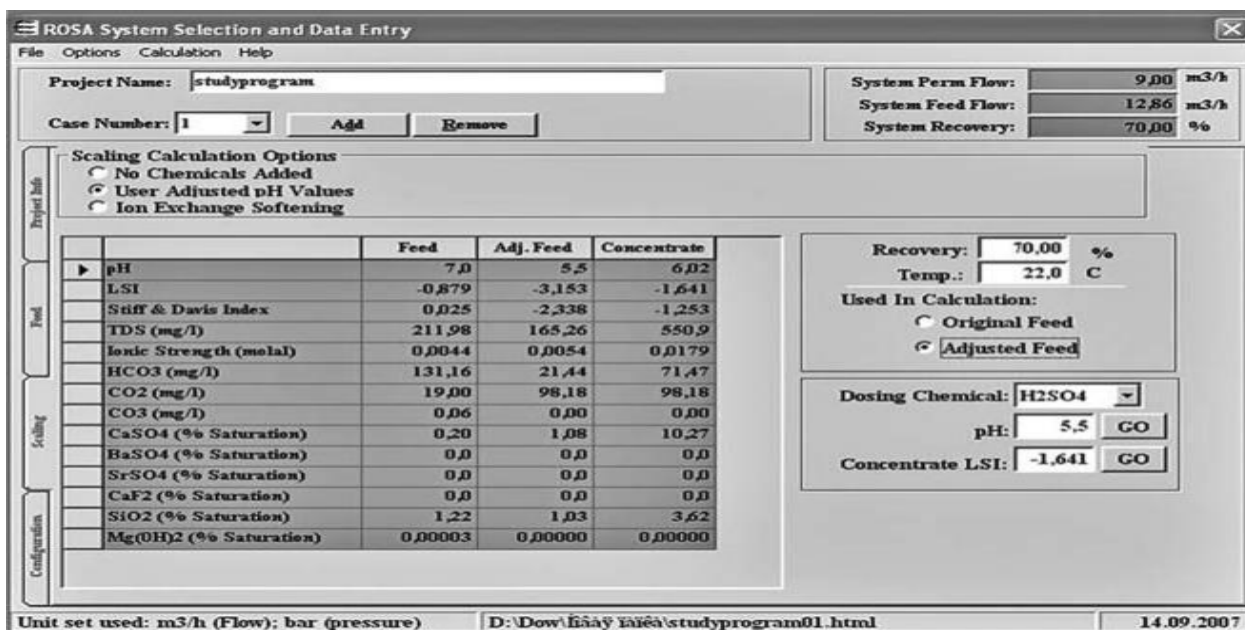 ROSA System Selection and Data Entry
File Options Calculation Help
Project Name: studyprogram
Case Number: 1 Add Remove
System Perm Flow: 9,00 m3/h
System Feed Flow: 12,86 m3/h
System Recovery: 70,00 %
Project Info
Feed
Scaling
Configuration
Scaling Calculation Options
No Chemicals Added
User Adjusted pH Values
Ion Exchange Softening
Feed Adj. Feed Concentrate
pH 7,0 5,5 6,02
LSI -0,879 -3,153 -1,641
Stiff & Davis Index 0,025 -2,338 -1,253
TDS (mg/l) 211,98 165,26 550,9
Ionic Strength (molal) 0,0044 0,0054 0,0179
HCO3 (mg/l) 131,16 21,44 71,47
CO2 (mg/l) 19,00 98,18 98,18
CO3 (mg/l) 0,06 0,00 0,00
CaSO4 (% Saturation) 0,20 1,08 10,27
BaSO4 (% Saturation) 0,0 0,0 0,0
SrSO4 (% Saturation) 0,0 0,0 0,0
CaF2 (% Saturation) 0,0 0,0 0,0
SiO2 (% Saturation) 1,22 1,03 3,62
Mg(0H)2 (% Saturation) 0,00003 0,00000 0,00000
Recovery: 70,00 %
Temp.: 22,0 C
Used In Calculation:
Original Feed
Adjusted Feed
Dosing Chemical: H2SO4
pH: 5,5 GO
Concentrate LSI: -1,641 GO
Unit set used: m3/h (Flow); bar (pressure) D:\Dow\ \studyprogram01.html 14.09.2007